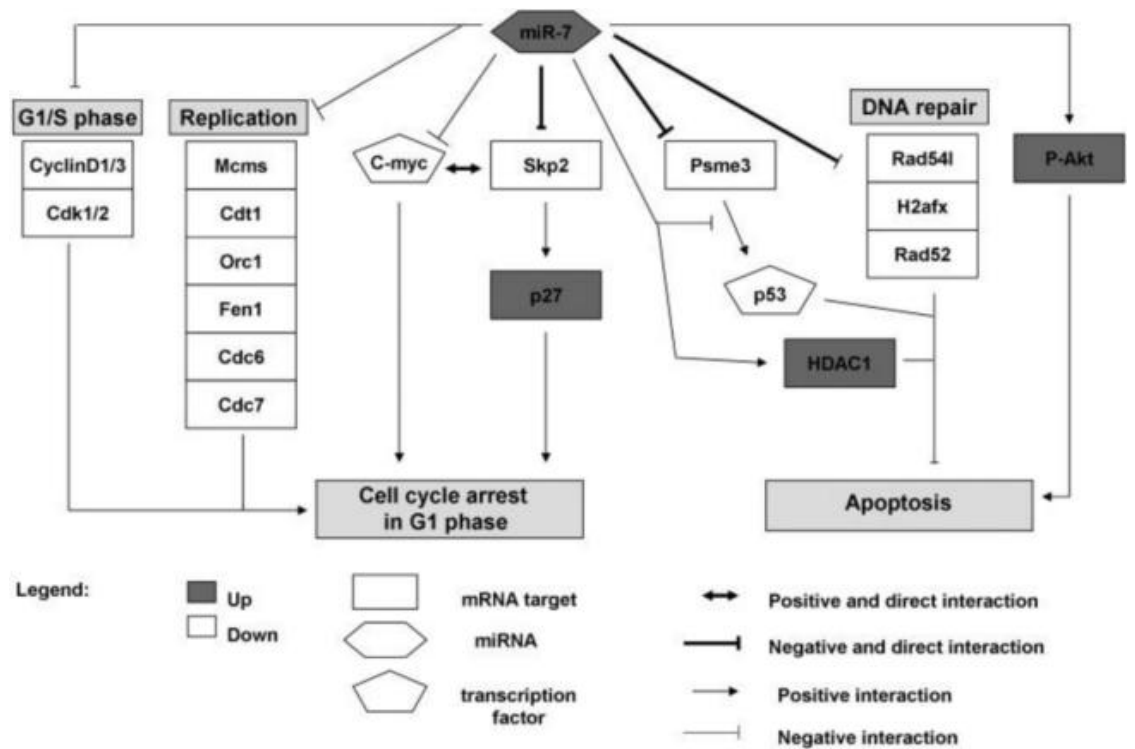 miR-7
G1/S phase
CyclinD1/3
Cdk1/2
Replication
Mcms
Cdt1
Orc1
Fen1
Cdc6
Cdc7
C-myc
Skp2
p27
Psme3
p53
HDAC1
DNA repair
Rad54l
H2afx
Rad52
P-Akt
Cell cycle arrest
in G1 phase
Apoptosis
Legend:
Up
Down
mRNA target
miRNA
transcription
factor
Positive and direct interaction
Negative and direct interaction
Positive interaction
Negative interaction